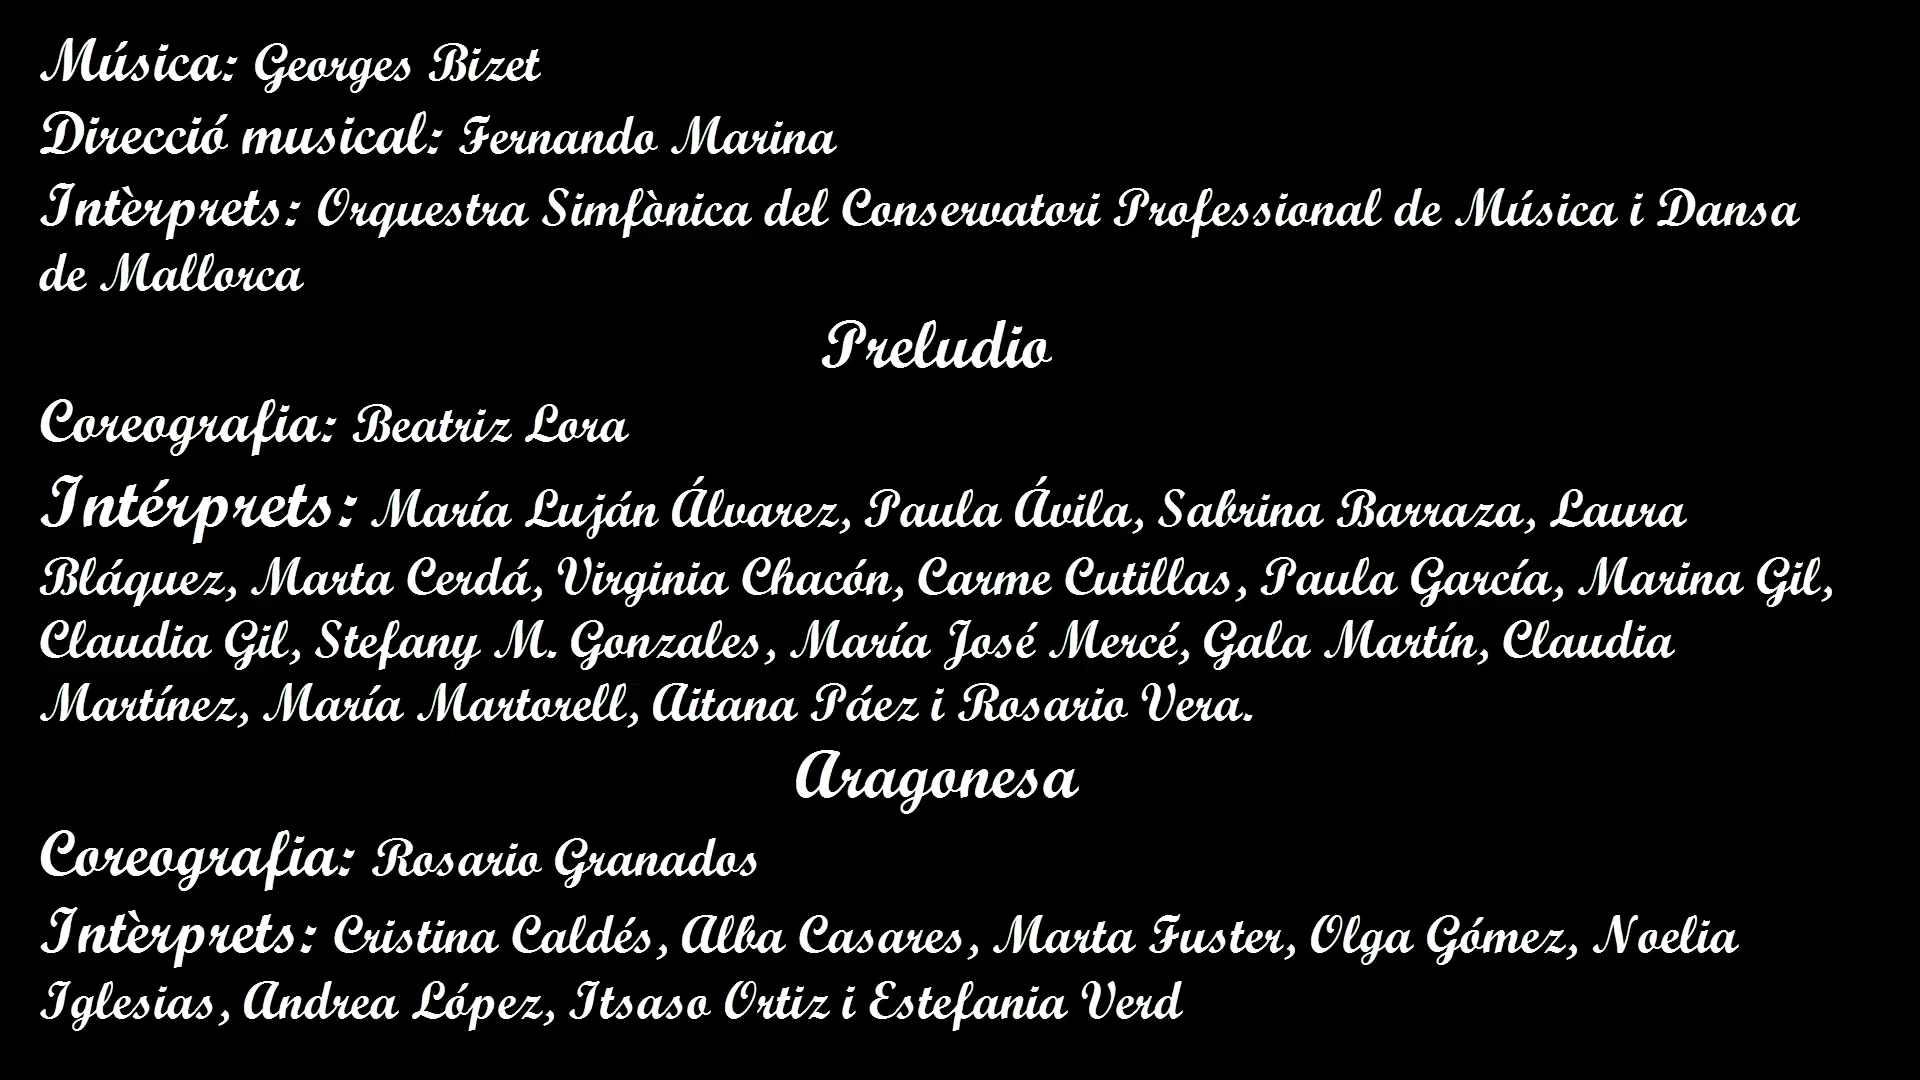 Música: Georges Bizet
Direcció musical: Fernando Marina
Intèrprets: Orquestra Simfònica del Conservatori Professional de Música i Dansa
de Mallorca
Preludio
Coreografia: Beatriz Lora
Intérprets: María Luján Álvarez, Paula Ávila, Sabrina Barraza, Laura
Bláquez, Marta Cerdá, Virginia Chacón, Carme Cutillas, Paula García, Marina Gil,
Claudia Gil, Stefany M. Gonzales, María José Mercé, Gala Martín, Claudia
Martínez, María Martorell, Aitana Páez i Rosario Vera.
Aragonesa
Coreografia: Rosario Granados
Intèrprets: Cristina Caldés, Alba Casares, Marta Fuster, Olga Gómez, Noelia
Iglesias, Andrea López, Itsaso Ortiz i Estefania Verd